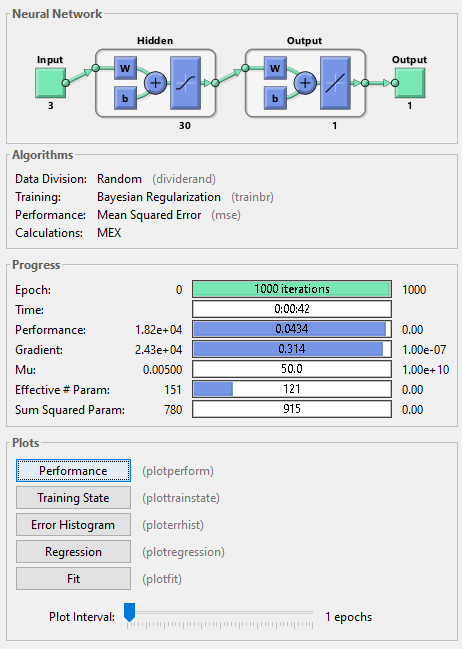 Neural Network
Hidden Output
Input Output
W W
b b
3 30 1 1
Algorithms
Data Division: Random (dividerand)
Training: Bayesian Regularization (trainbr)
Performance: Mean Squared Error (mse)
Calculations: MEX
Progress
Epoch: 0 1000 iterations 1000
Time: 0:00:42
Performance: 1.82e+04 0.0434 0.00
Gradient: 2.43e+04 0.314 1.00e-07
Mu: 0.00500 50.0 1.00e+10
Effective # Param: 151 121 0.00
Sum Squared Param: 780 915 0.00
Plots
Performance (plotperform)
Training State (plottrainstate)
Error Histogram (ploterrhist)
Regression (plotregression)
Fit (plotfit)
Plot Interval: 1 epochs